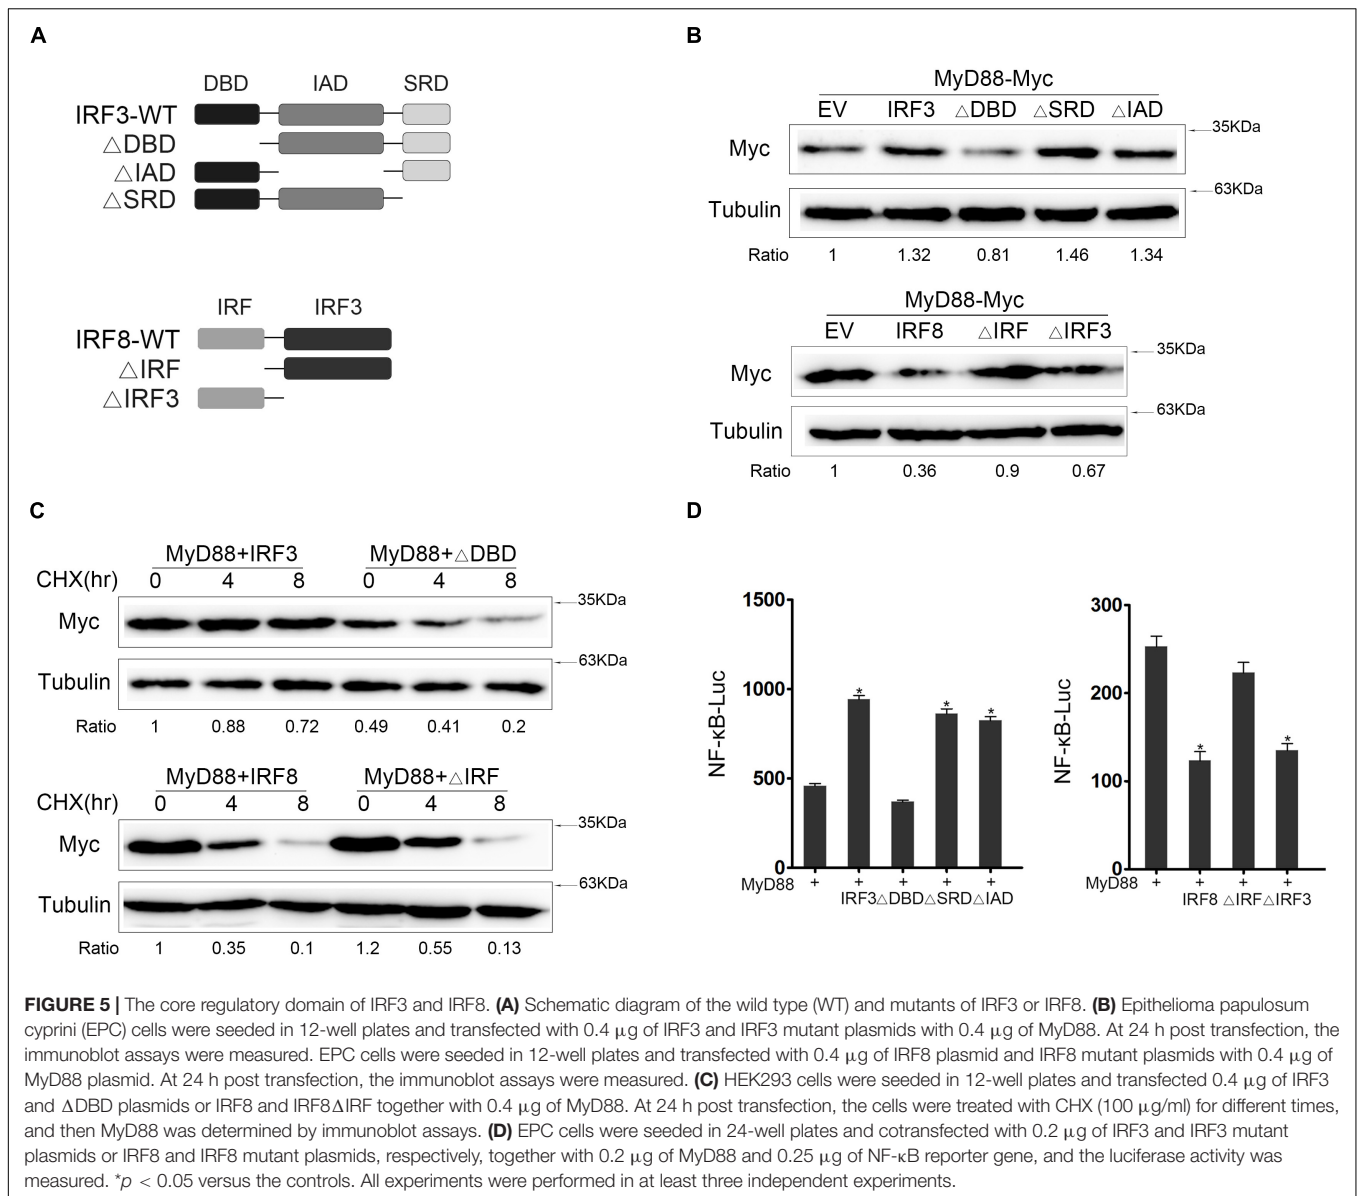 A
DBD IAD SRD
IRF3-WT
△DBD
△IAD
△SRD
IRF IRF3
IRF8-WT
△IRF
△IRF3
B
MyD88-Myc
EV IRF3 △DBD △SRD △IAD
35KDa
Myc
63KDa
Tubulin
Ratio 1 1.32 0.81 1.46 1.34
MyD88-Myc
EV IRF8 △IRF △IRF3
35KDa
Myc
63KDa
Tubulin
Ratio 1 0.36 0.9 0.67
C
MyD88+IRF3 MyD88+△DBD
CHX(hr) 0 4 8 0 4 8
35KDa
Myc
63KDa
Tubulin
Ratio 1 0.88 0.72 0.49 0.41 0.2
MyD88+IRF8 MyD88+△IRF
CHX(hr) 0 4 8 0 4 8
35KDa
Myc
63KDa
Tubulin
Ratio 1 0.35 0.1 1.2 0.55 0.13
D
NF-κB-Luc
1500
1000
500
0
* * *
MyD88 + + + + +
IRF3 △DBD △SRD △IAD
NF-κB-Luc
300
200
100
0
* *
MyD88 + + + +
IRF8 △IRF △IRF3
FIGURE 5 | The core regulatory domain of IRF3 and IRF8. (A) Schematic diagram of the wild type (WT) and mutants of IRF3 or IRF8. (B) Epithelioma papulosum
cyprini (EPC) cells were seeded in 12-well plates and transfected with 0.4 μg of IRF3 and IRF3 mutant plasmids with 0.4 μg of MyD88. At 24 h post transfection, the
immunoblot assays were measured. EPC cells were seeded in 12-well plates and transfected with 0.4 μg of IRF8 plasmid and IRF8 mutant plasmids with 0.4 μg of
MyD88 plasmid. At 24 h post transfection, the immunoblot assays were measured. (C) HEK293 cells were seeded in 12-well plates and transfected 0.4 μg of IRF3
and ΔDBD plasmids or IRF8 and IRF8ΔIRF together with 0.4 μg of MyD88. At 24 h post transfection, the cells were treated with CHX (100 μg/ml) for different times,
and then MyD88 was determined by immunoblot assays. (D) EPC cells were seeded in 24-well plates and cotransfected with 0.2 μg of IRF3 and IRF3 mutant
plasmids or IRF8 and IRF8 mutant plasmids, respectively, together with 0.2 μg of MyD88 and 0.25 μg of NF-κB reporter gene, and the luciferase activity was
measured. *p < 0.05 versus the controls. All experiments were performed in at least three independent experiments.